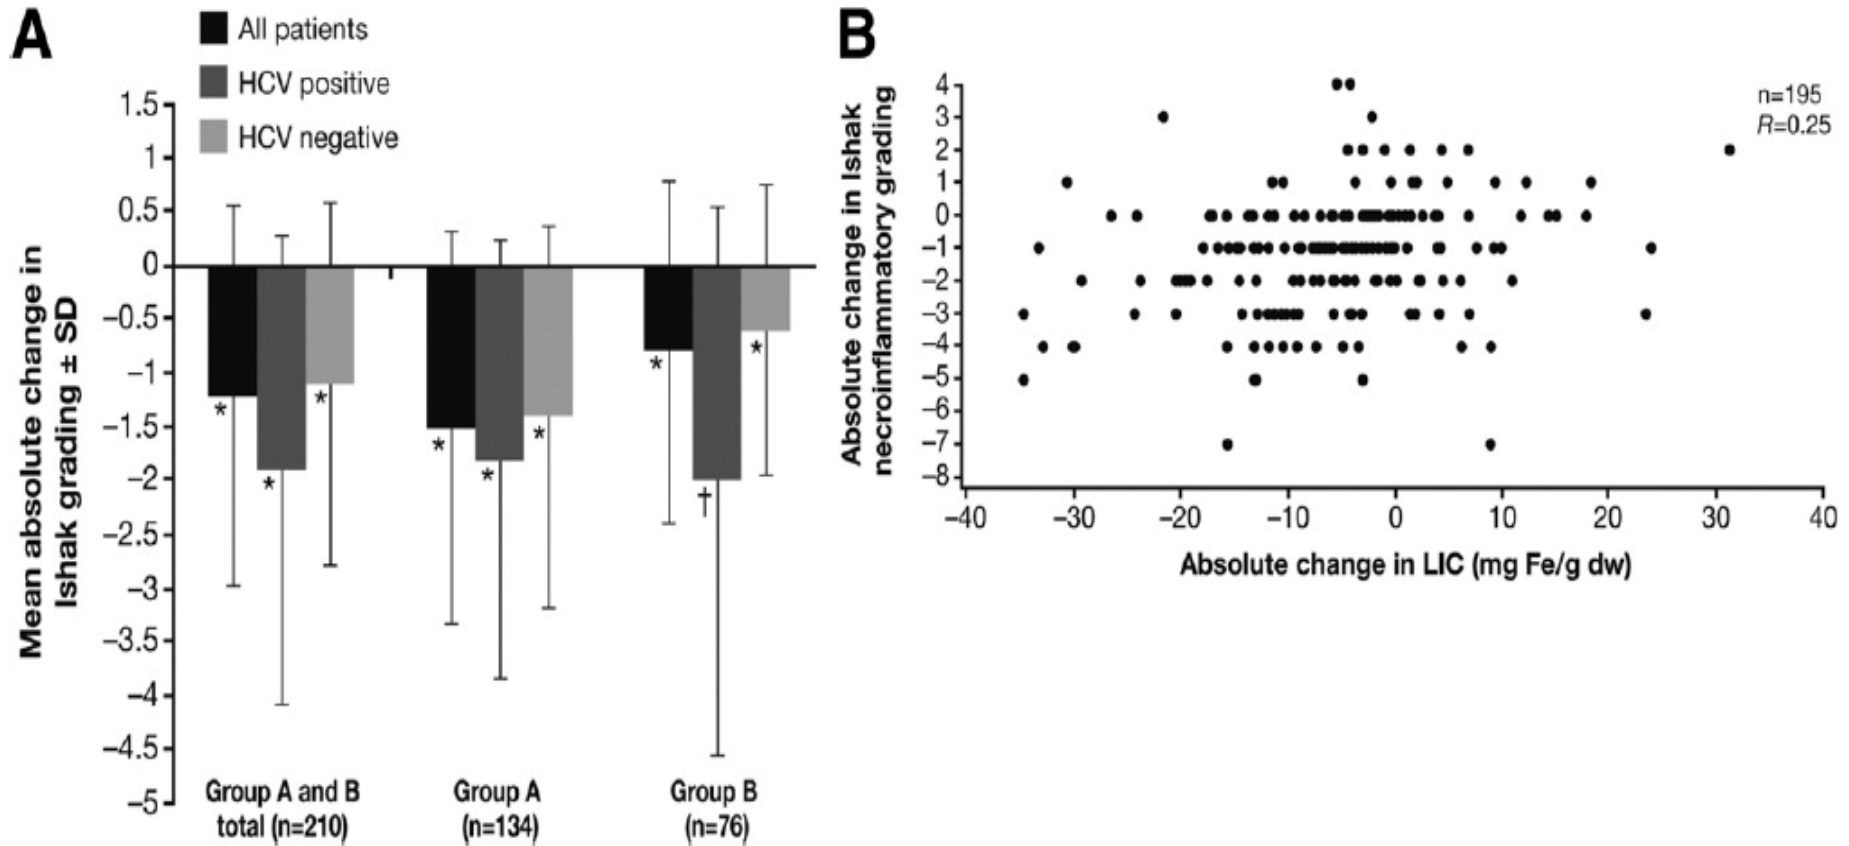 A
All patients
HCV positive
HCV negative
Mean absolute change in
Ishak grading ± SD
1.5
1
0.5
0
–0.5
–1
–1.5
–2
–2.5
–3
–3.5
–4
–4.5
–5
*
*
*
*
*
*
*
†
*
Group A and B
total (n=210)
Group A
(n=134)
Group B
(n=76)
B
Absolute change in Ishak
necroinflammatory grading
4
3
2
1
0
–1
–2
–3
–4
–5
–6
–7
–8
n=195
R=0.25
–40
–30
–20
–10
0
10
20
30
40
Absolute change in LIC (mg Fe/g dw)